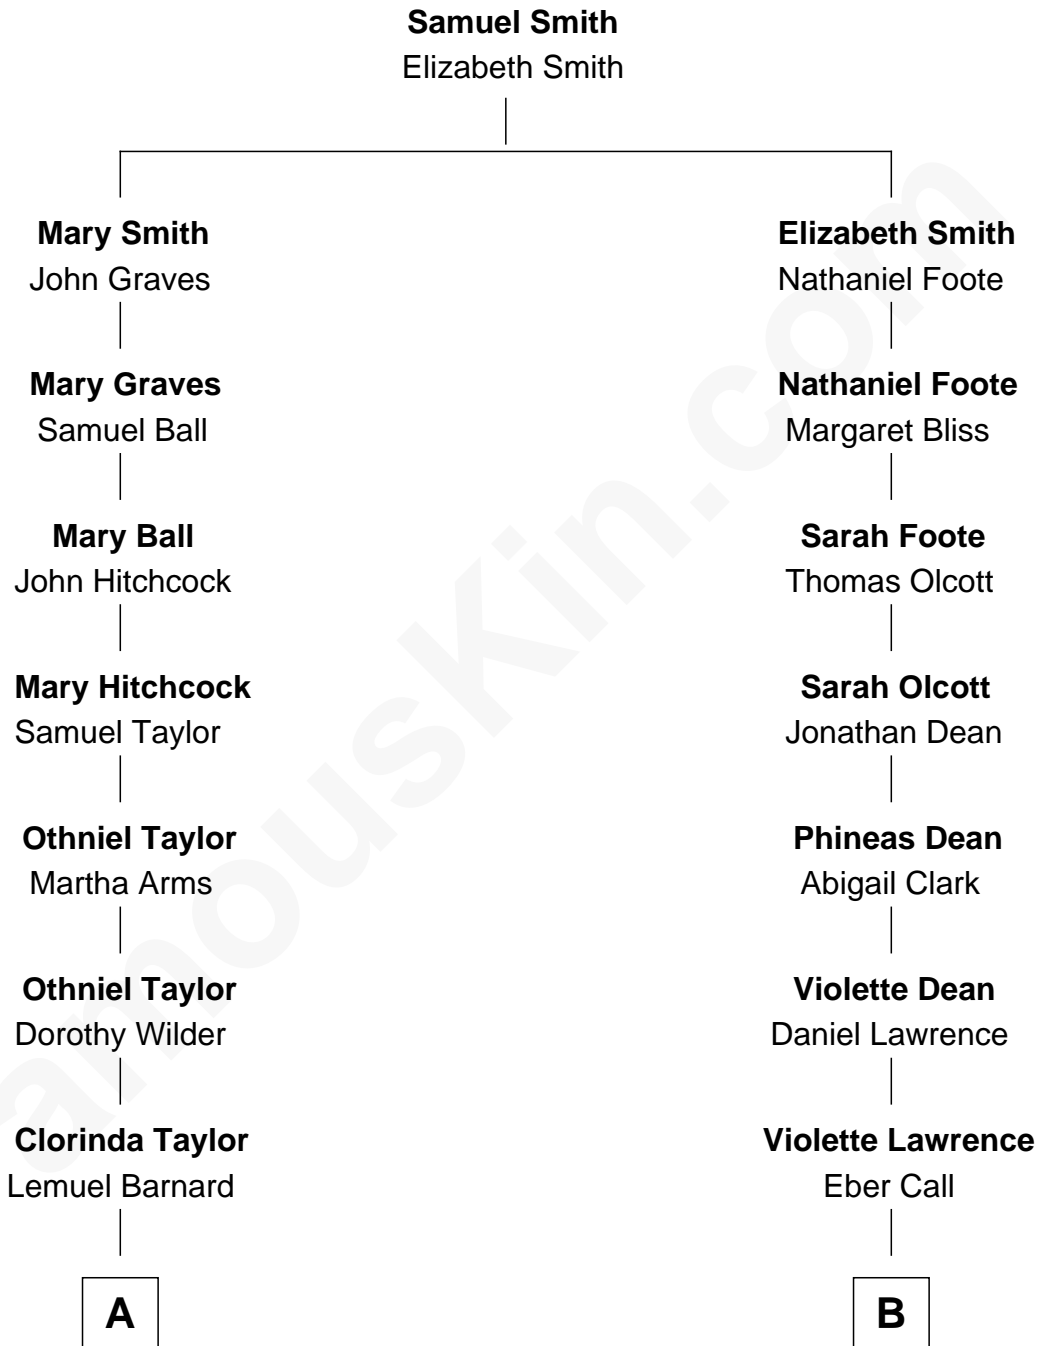 Samuel Smith
Elizabeth Smith
Mary Smith
John Graves
Elizabeth Smith
Nathaniel Foote
Mary Graves
Samuel Ball
Nathaniel Foote
Margaret Bliss
Mary Ball
John Hitchcock
Sarah Foote
Thomas Olcott
Mary Hitchcock
Samuel Taylor
Sarah Olcott
Jonathan Dean
Othniel Taylor
Martha Arms
Phineas Dean
Abigail Clark
Othniel Taylor
Dorothy Wilder
Violette Dean
Daniel Lawrence
Clorinda Taylor
Lemuel Barnard
Violette Lawrence
Eber Call
A
B
amousKin.com